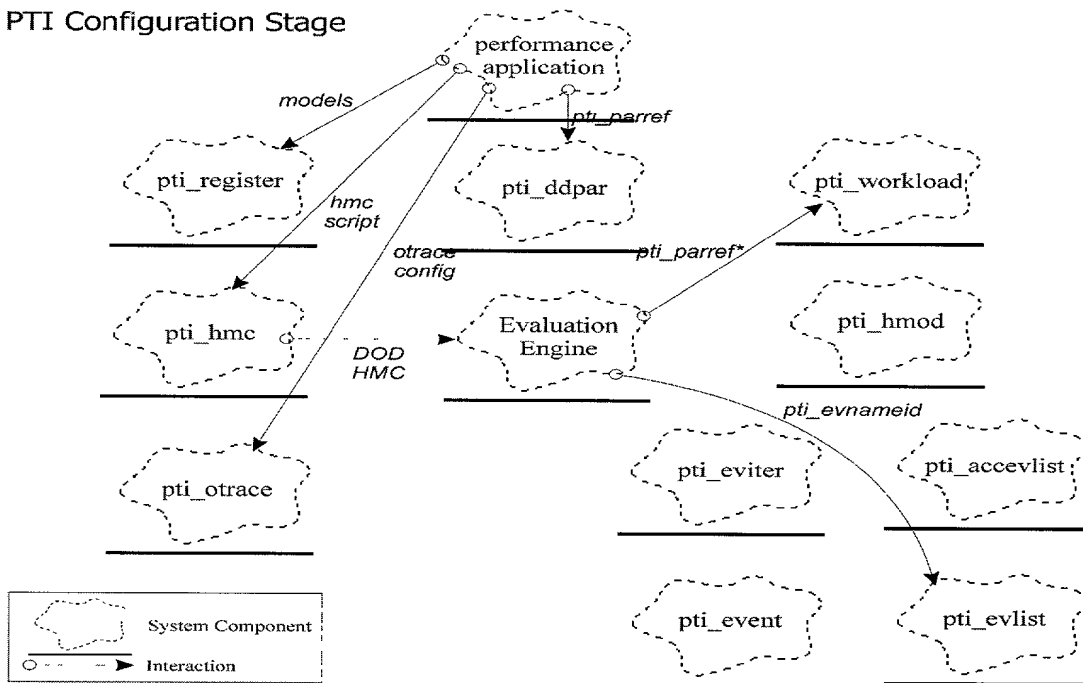 PTI Configuration Stage
performance
application
models
pti_parref
pti_register
pti_ddpar
pti_workload
hmc
script
otrace
config
pti_parref*
pti_hmc
DOD
HMC
Evaluation
Engine
pti_hmod
pti_evnameid
pti_otrace
pti_eviter
pti_accevlist
pti_event
pti_evlist
System Component
Interaction